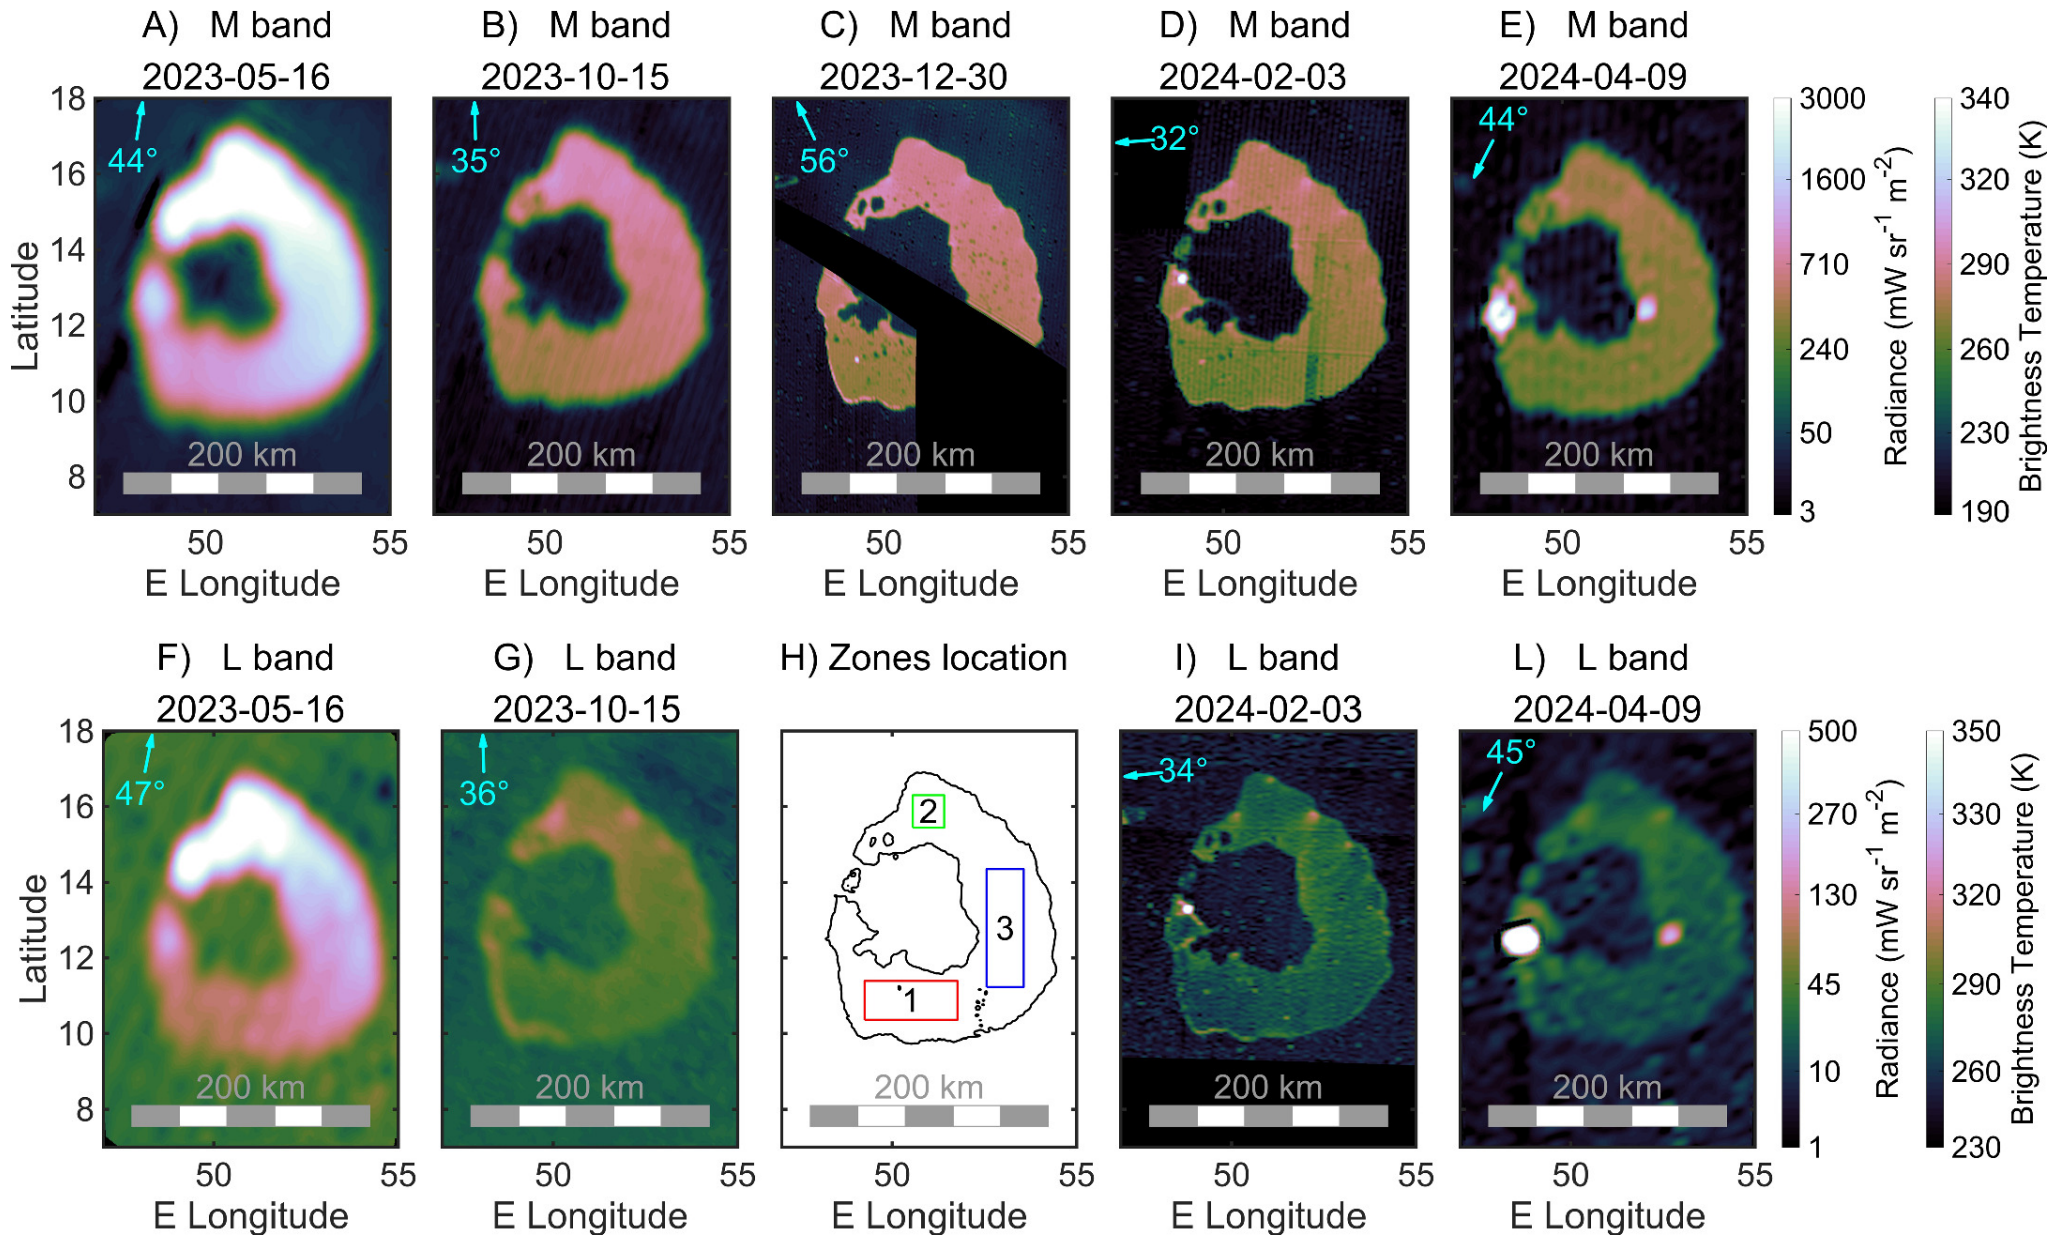 A) M band
2023-05-16
B) M band
2023-10-15
C) M band
2023-12-30
D) M band
2024-02-03
E) M band
2024-04-09
18
16
14
12
10
8
Latitude
44°
35°
56°
32°
44°
200 km
200 km
200 km
200 km
200 km
50 55
50 55
50 55
50 55
50 55
E Longitude
E Longitude
E Longitude
E Longitude
E Longitude
3000
1600
710
240
50
3
Radiance (mW sr-1 m-2)
340
320
290
260
230
190
Brightness Temperature (K)
F) L band
2023-05-16
G) L band
2023-10-15
H) Zones location
I) L band
2024-02-03
L) L band
2024-04-09
18
16
14
12
10
8
Latitude
47°
36°
2
3
1
34°
45°
200 km
200 km
200 km
200 km
200 km
50 55
50 55
50 55
50 55
50 55
E Longitude
E Longitude
E Longitude
E Longitude
E Longitude
500
270
130
45
10
1
Radiance (mW sr-1 m-2)
350
330
320
290
260
230
Brightness Temperature (K)